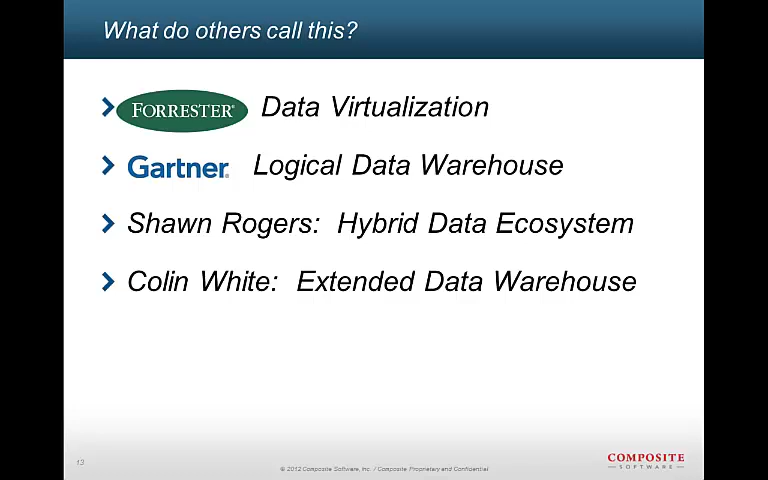 What do others call this?
FORRESTER® Data Virtualization
Gartner® Logical Data Warehouse
Shawn Rogers: Hybrid Data Ecosystem
Colin White: Extended Data Warehouse
13
© 2012 Composite Software, Inc. / Composite Proprietary and Confidential
COMPOSITE
SOFTWARE